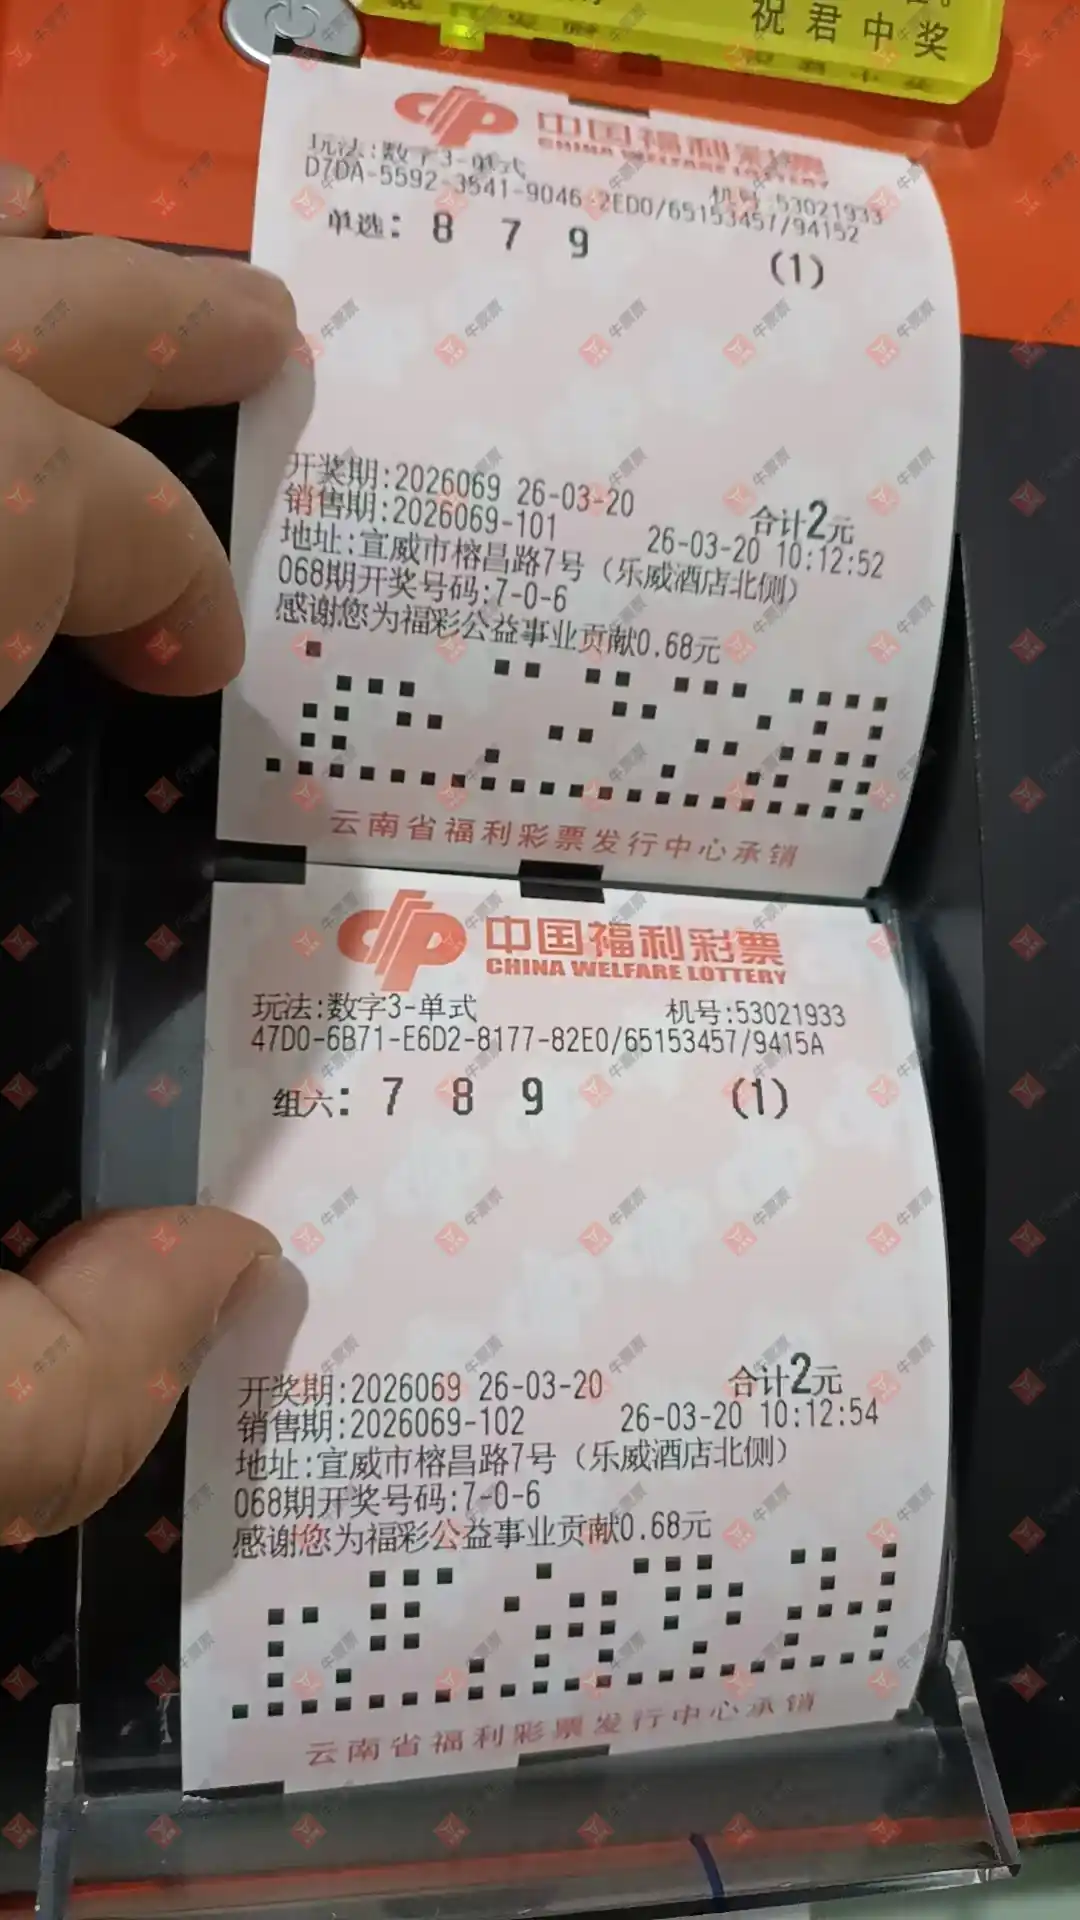 祝君中奖
中国福利彩票
CHINA WELFARE LOTTERY
玩法:数字3-单式
机号:53021933
D7DA-5592-3541-9046-2ED0/65153457/94152
单选: 8 7 9 (1)
开奖期:2026069 26-03-20 合计2元
销售期:2026069-101 26-03-20 10:12:52
地址:宣威市榕昌路7号（乐威酒店北侧）
068期开奖号码:7-0-6
感谢您为福彩公益事业贡献0.68元
云南省福利彩票发行中心承销
中国福利彩票
CHINA WELFARE LOTTERY
玩法:数字3-单式 机号:53021933
47D0-6B71-E6D2-8177-82E0/65153457/9415A
组六: 7 8 9 (1)
开奖期:2026069 26-03-20 合计2元
销售期:2026069-102 26-03-20 10:12:54
地址:宣威市榕昌路7号（乐威酒店北侧）
068期开奖号码:7-0-6
感谢您为福彩公益事业贡献0.68元
云南省福利彩票发行中心承销
牛票票